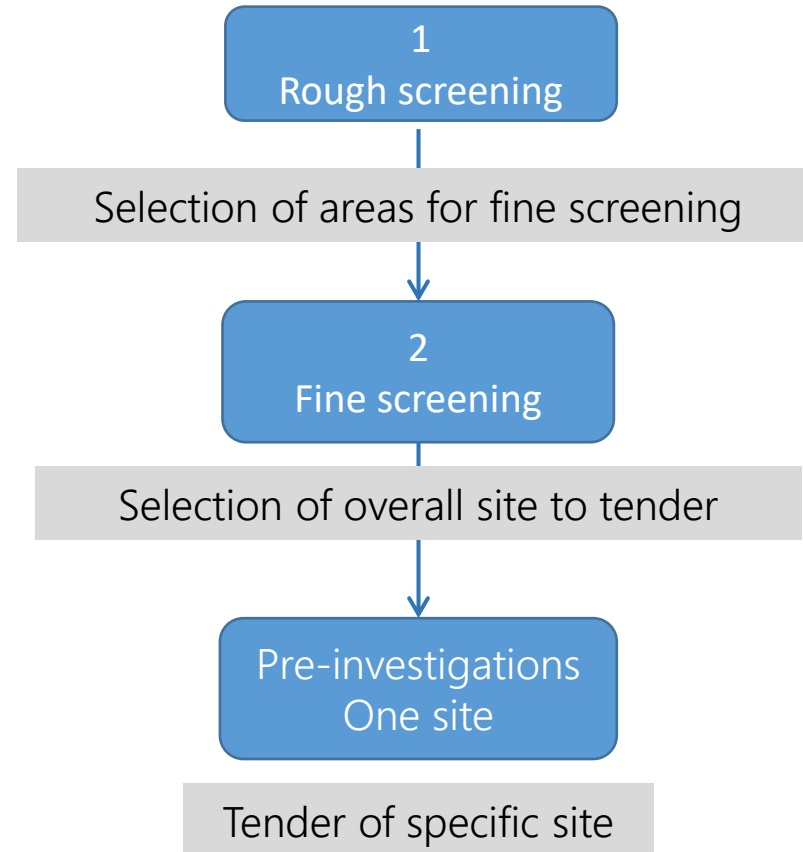 1
Rough screening
Selection of areas for fine screening
2
Fine screening
Selection of overall site to tender
Pre-investigations
One site
Tender of specific site